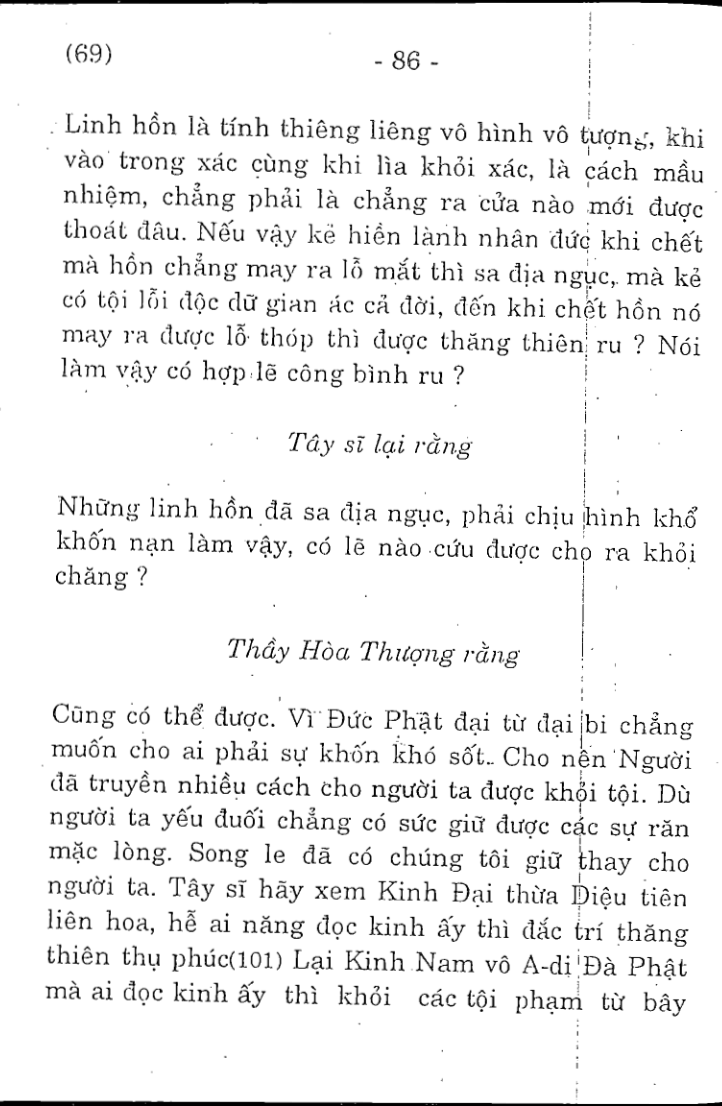 (69)
- 86 -
Linh hồn là tính thiêng liêng vô hình vô tượng, khi
vào trong xác cùng khi lìa khỏi xác, là cách mầu
nhiệm, chẳng phải là chẳng ra cửa nào mới được
thoát đâu. Nếu vậy kẻ hiền lành nhân đức khi chết
mà hồn chẳng may ra lỗ mắt thì sa địa ngục, mà kẻ
có tội lỗi độc dữ gian ác cả đời, đến khi chết hồn nó
may ra được lỗ thóp thì được thăng thiên ru ? Nói
làm vậy có hợp lẽ công bình ru ?
Tây sĩ lại rằng
Những linh hồn đã sa địa ngục, phải chịu hình khổ
khốn nạn làm vậy, có lẽ nào cứu được cho ra khỏi
chăng ?
Thầy Hòa Thượng rằng
Cũng có thể được. Vì Đức Phật đại từ đại bi chẳng
muốn cho ai phải sự khốn khó sốt. Cho nên Người
đã truyền nhiều cách cho người ta được khỏi tội. Dù
người ta yếu đuối chẳng có sức giữ được các sự răn
mặc lòng. Song le đã có chúng tôi giữ thay cho
người ta. Tây sĩ hãy xem Kinh Đại thừa Diệu tiên
liên hoa, hễ ai năng đọc kinh ấy thì đắc trí thăng
thiên thụ phúc(101) Lại Kinh Nam vô A-di Đà Phật
mà ai đọc kinh ấy thì khỏi các tội phạm từ bây